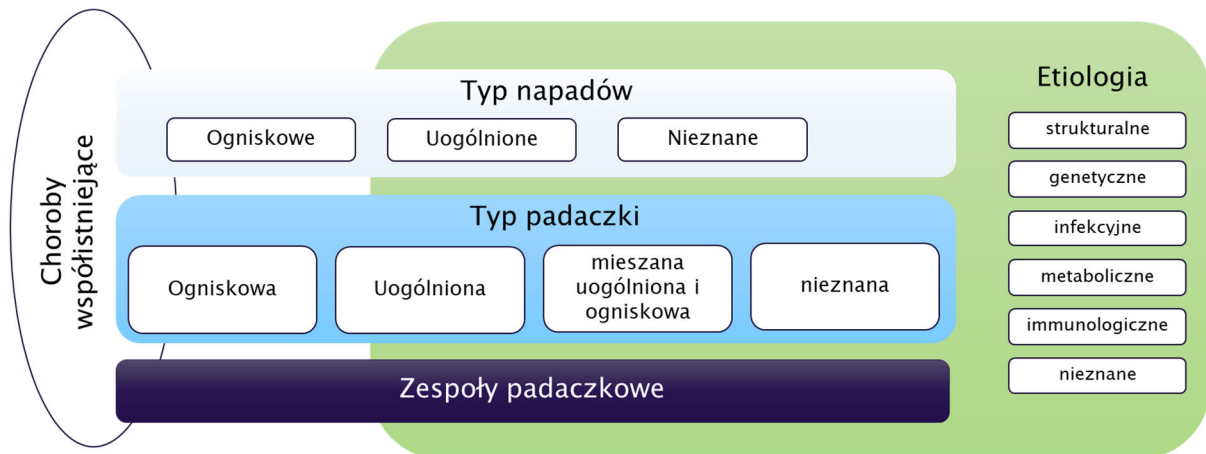 Choroby
współistniejące
Typ napadów
Ogniskowe
Uogólnione
Nieznane
Typ padaczki
Ogniskowa
Uogólniona
mieszana
uogólniona i
ogniskowa
nieznana
Zespoły padaczkowe
Etiologia
strukturalne
genetyczne
infekcyjne
metaboliczne
immunologiczne
nieznane